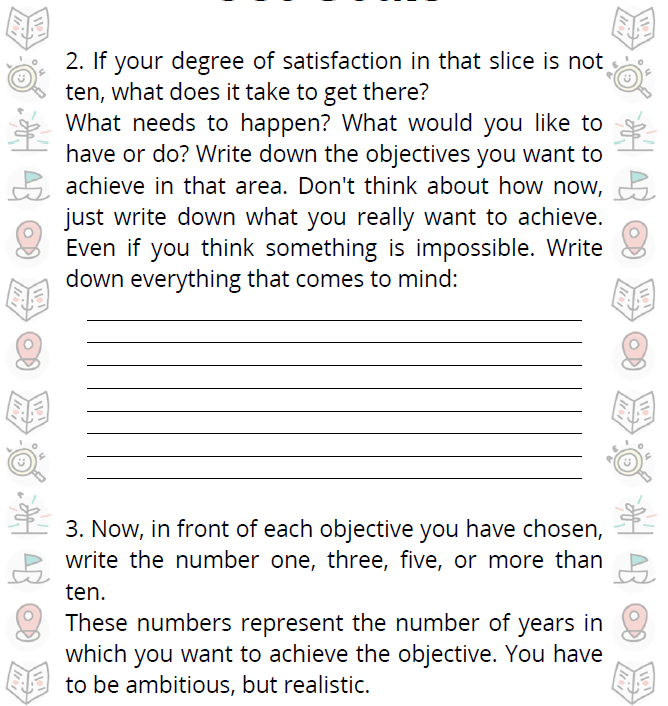 2. If your degree of satisfaction in that slice is not
ten, what does it take to get there?
What needs to happen? What would you like to
have or do? Write down the objectives you want to
achieve in that area. Don't think about how now,
just write down what you really want to achieve.
Even if you think something is impossible. Write
down everything that comes to mind:
3. Now, in front of each objective you have chosen,
write the number one, three, five, or more than
ten.
These numbers represent the number of years in
which you want to achieve the objective. You have
to be ambitious, but realistic.